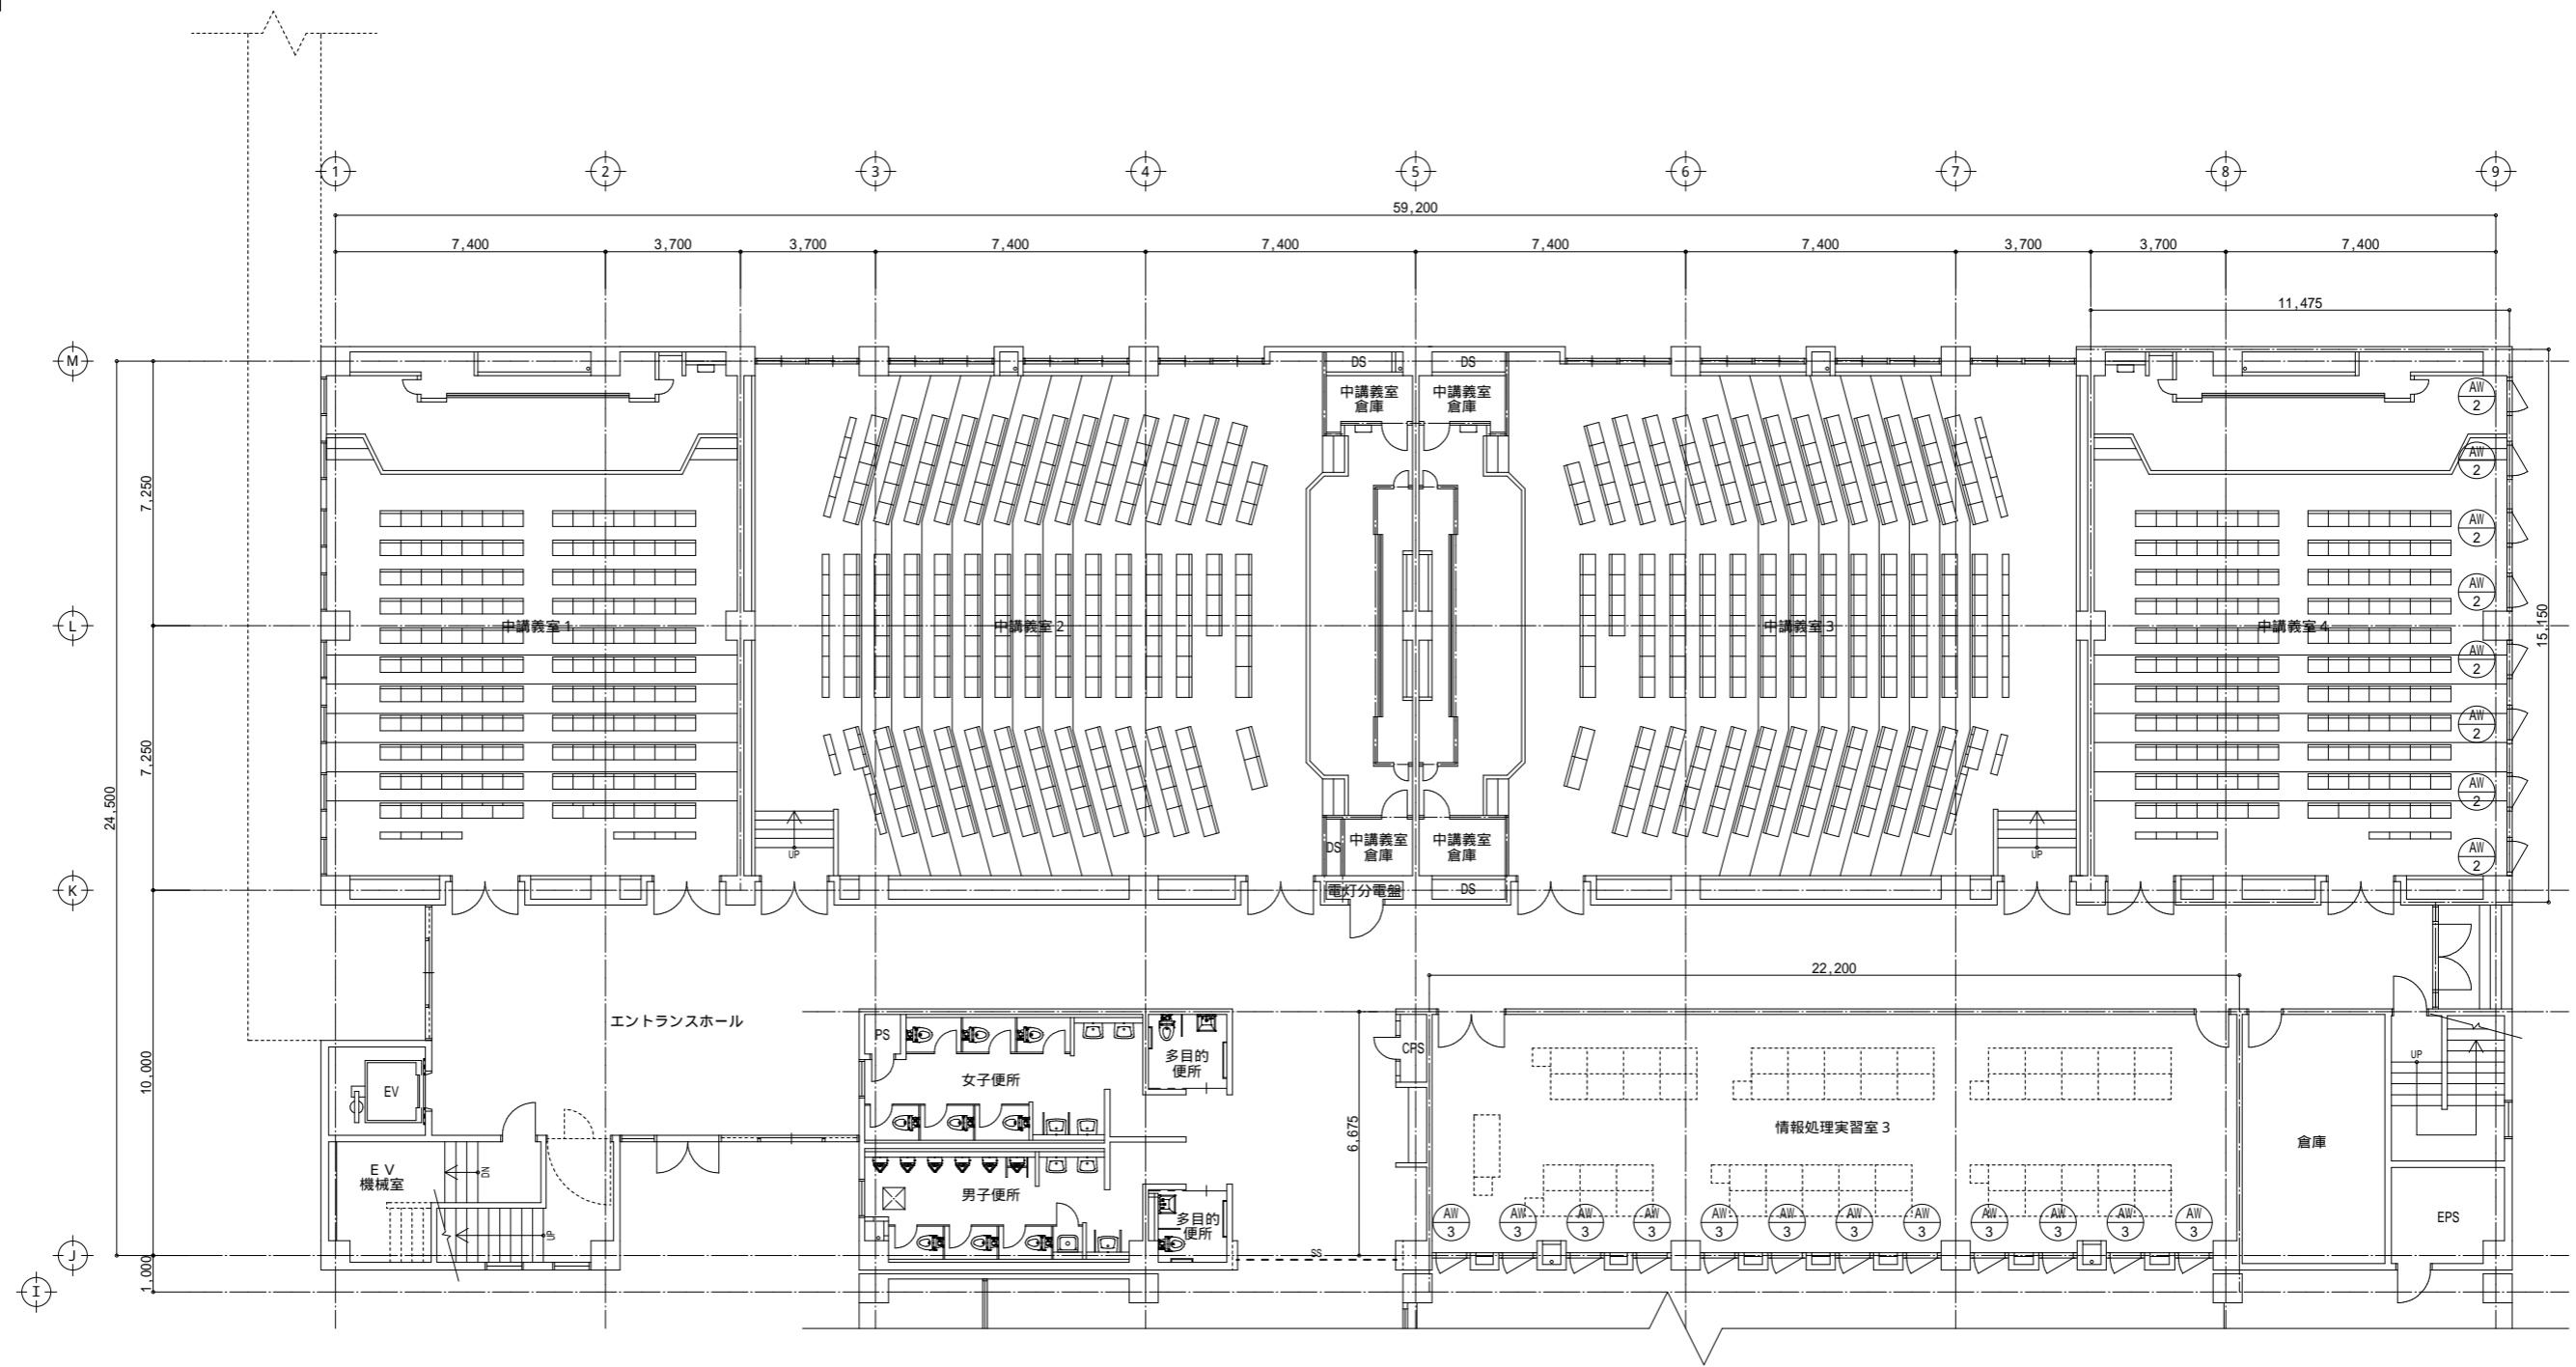 1
2
3
4
5
6
7
8
9
59,200
7,400
3,700
3,700
7,400
7,400
7,400
7,400
3,700
3,700
7,400
11,475
M
L
K
J
I
24,500
7,250
7,250
10,000
1,000
15,150
DS
DS
中講義室
倉庫
中講義室
倉庫
AW
2
AW
2
AW
2
AW
2
AW
2
AW
2
AW
2
AW
2
中講義室1
中講義室2
中講義室3
中講義室4
UP
UP
DS
中講義室
倉庫
中講義室
倉庫
電灯分電盤
DS
22,200
エントランスホール
PS
女子便所
多目的
便所
CPS
EV
UP
6,675
情報処理実習室3
倉庫
EV
機械室
DN
UP
男子便所
多目的
便所
SS
AW
3
AW
3
AW
3
AW
3
AW
3
AW
3
AW
3
AW
3
AW
3
AW
3
AW
3
AW
3
EPS